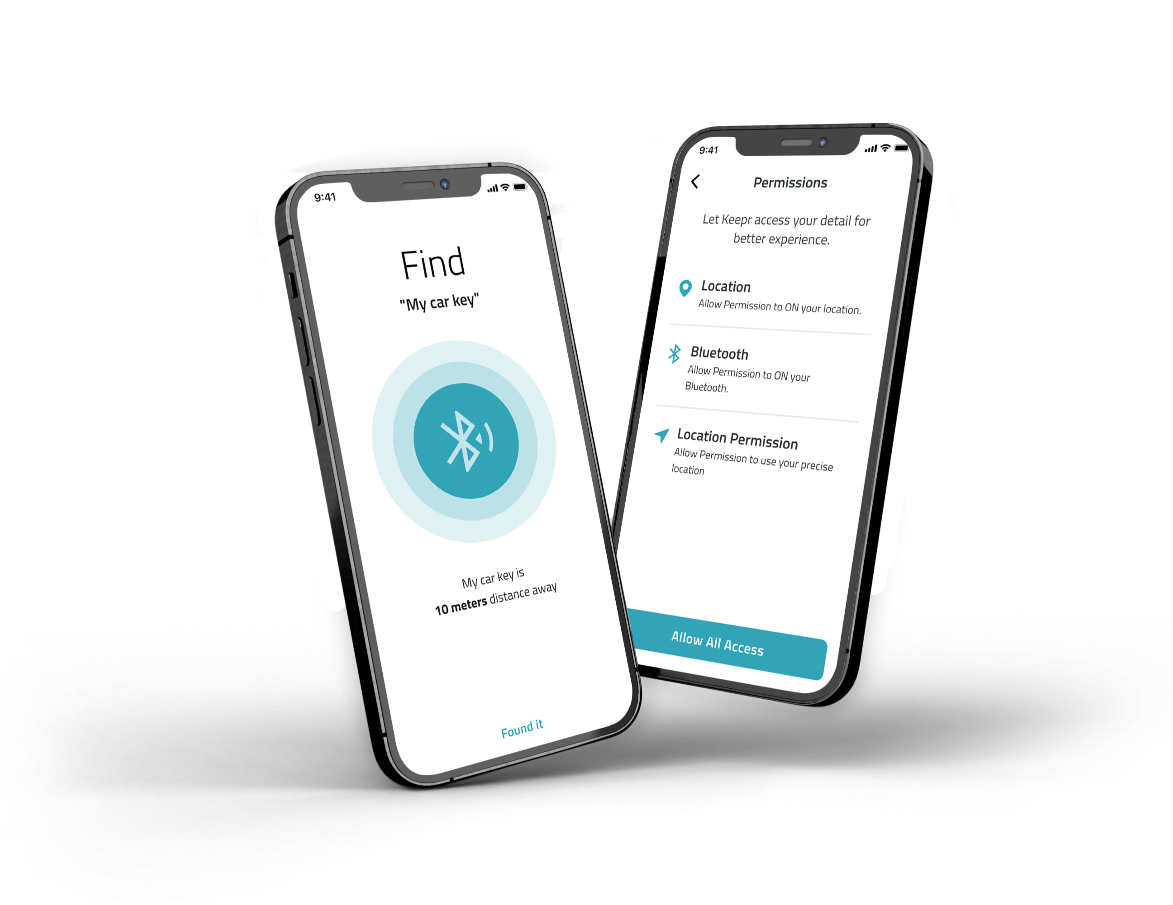 9:41
Find
"My car key"
My car key is
10 meters distance away
Found it
9:41
Permissions
Let Keepr access your detail for
better experience.
Location
Allow Permission to ON your location.
Bluetooth
Allow Permission to ON your
Bluetooth.
Location Permission
Allow Permission to use your precise
location
Allow All Access